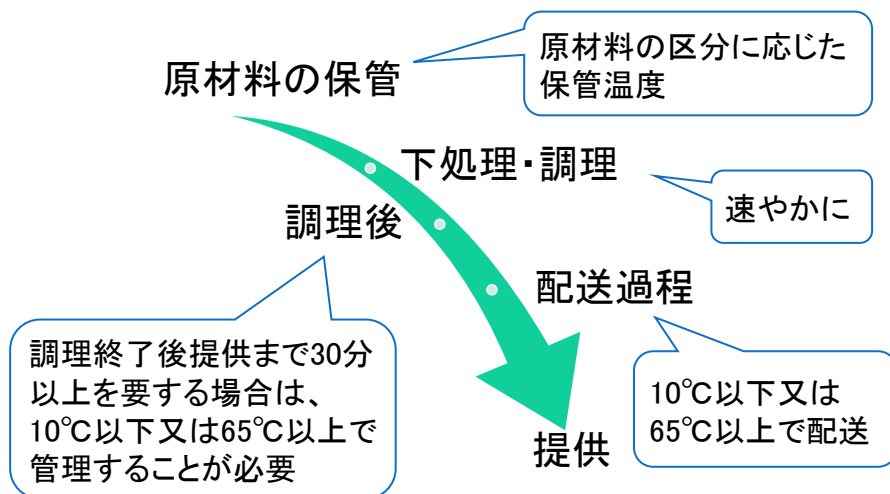 原材料の保管
原材料の区分に応じた
保管温度
下処理・調理
速やかに
調理後
調理終了後提供まで30分
以上を要する場合は、
10℃以下又は65℃以上で
管理することが必要
配送過程
10℃以下又は
65℃以上で配送
提供